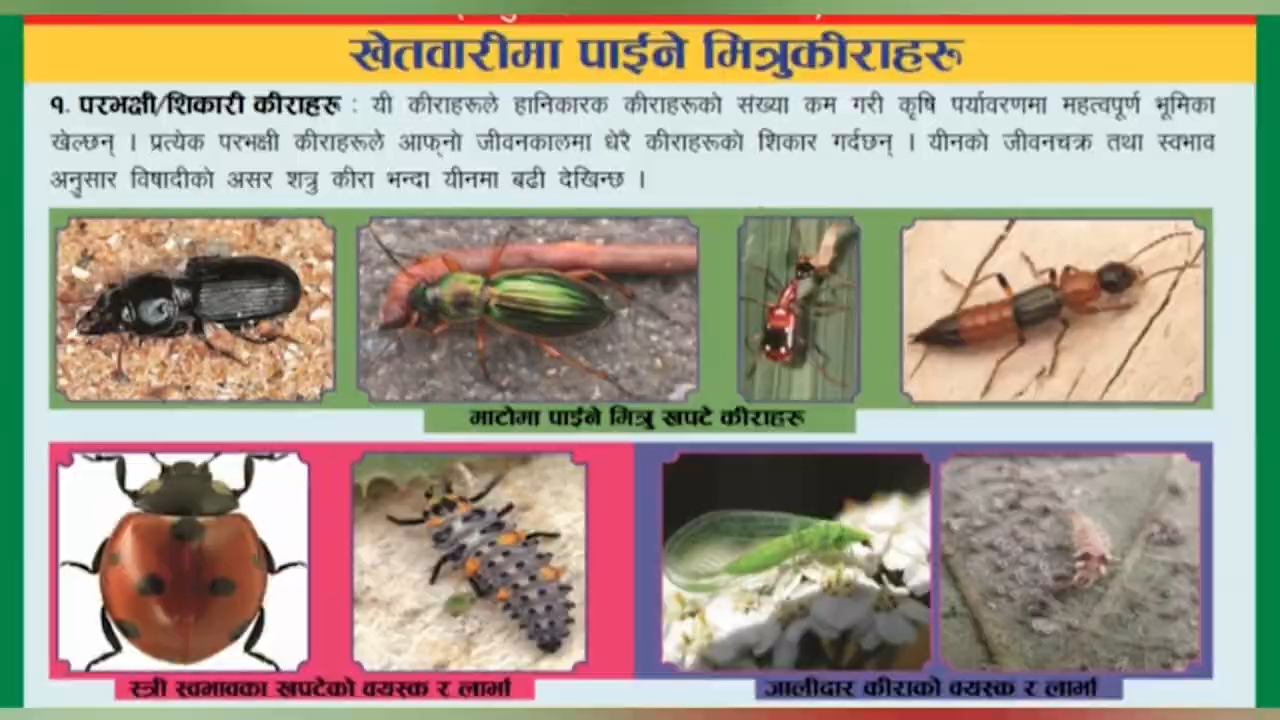 खेतवारीमा पाईने मित्रुकीराहरु
१. परभक्षी/शिकारी कीराहरू : यी कीराहरूले हानिकारक कीराहरूको संख्या कम गरी कृषि पर्यावरणमा महत्वपूर्ण भूमिका
खेल्छन् । प्रत्येक परभक्षी कीराहरूले आफ्नो जीवनकालमा धेरै कीराहरूको शिकार गर्दछन् । यीनको जीवनचक्र तथा स्वभाव
अनुसार विषादीको असर शत्रु कीरा भन्दा यीनमा बढी देखिन्छ ।
माटोमा पाईने मित्रु खपटे कीराहरु
स्त्री स्वभावका खपटेको वयस्क र लार्भा
जालीदार कीराको वयस्क र लार्भा